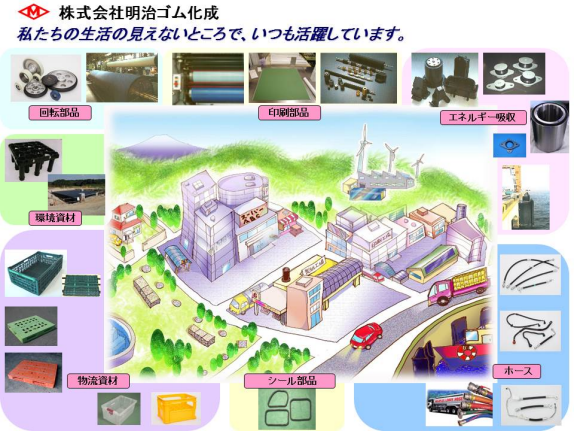 株式会社明治ゴム化成
私たちの生活の見えないところで、いつも活躍しています。
回転部品
印刷部品
エネルギー吸収
環境資材
物流資材
シール部品
ホース